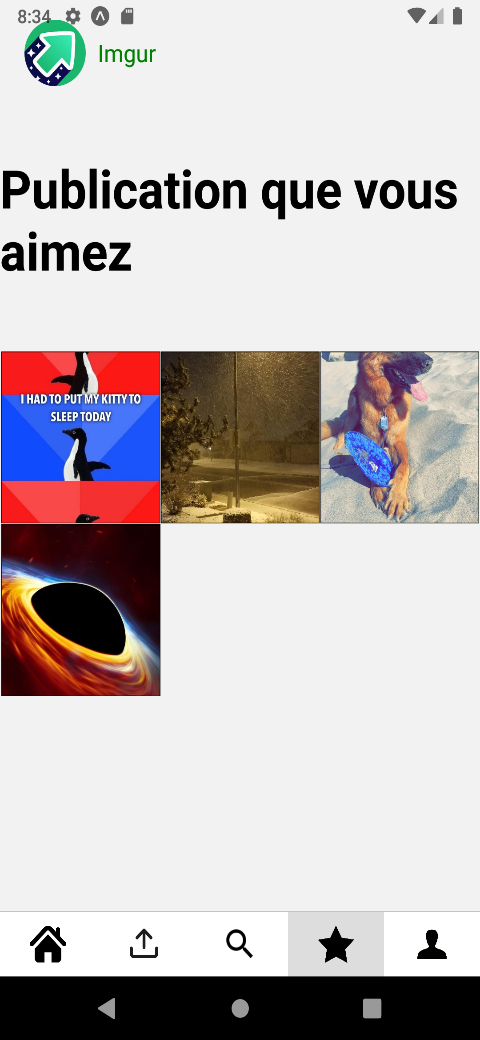 8:34
Imgur
Publication que vous
aimez
I HAD TO PUT MY KITTY TO
SLEEP TODAY